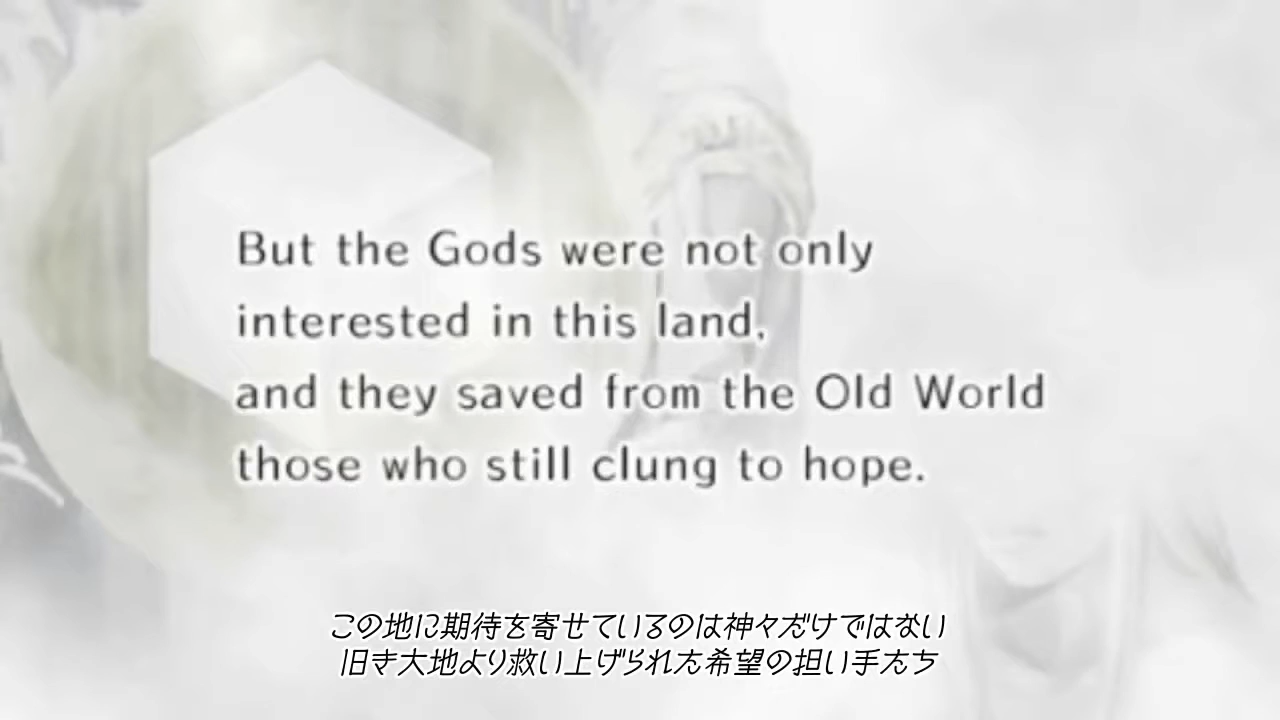 But the Gods were not only
interested in this land,
and they saved from the Old World
those who still clung to hope.
この地に期待を寄せているのは神々だけではない
旧き大地より救い上げられた希望の担い手たち